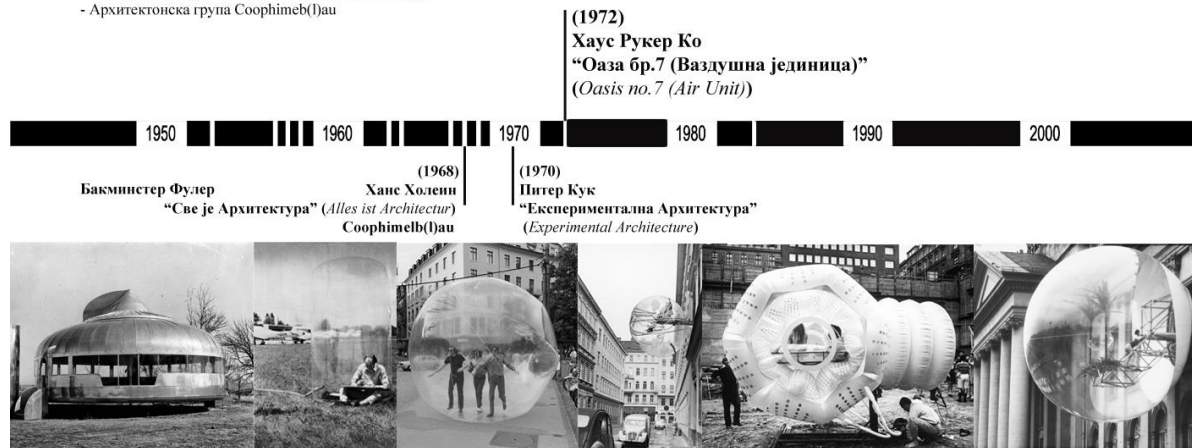 - Архитектонска група Coophimeb(l)au
(1972)
Хаус Рукер Ко
“Оаза бр.7 (Ваздушна јединица)”
(Oasis no.7 (Air Unit))
1950 1960 1970 1980 1990 2000
(1968)
Бакминстер Фулер Ханс Холеин
“Све је Архитектура” (Alles ist Architectur)
Coophimelb(l)au
(1970)
Питер Кук
“Експериментална Архитектура”
(Experimental Architecture)